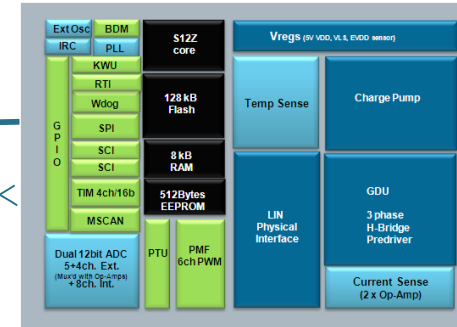 Ext Osc
BDM
IRC
PLL
KWU
RTI
Wdog
SPI
SCI
SCI
TIM 4ch/16b
MSCAN
G
P
I
O
Dual 12bit ADC
5+4ch. Ext.
(Mux'd with Op-Amps)
+ 8ch. Int.
S12Z
core
128 kB
Flash
8 kB
RAM
512Bytes
EEPROM
PTU
PMF
6ch PWM
Vregs (5V VDD, VLS, EVDD sensor)
Temp Sense
Charge Pump
LIN
Physical
Interface
GDU
3 phase
H-Bridge
Predriver
Current Sense
(2 x Op-Amp)